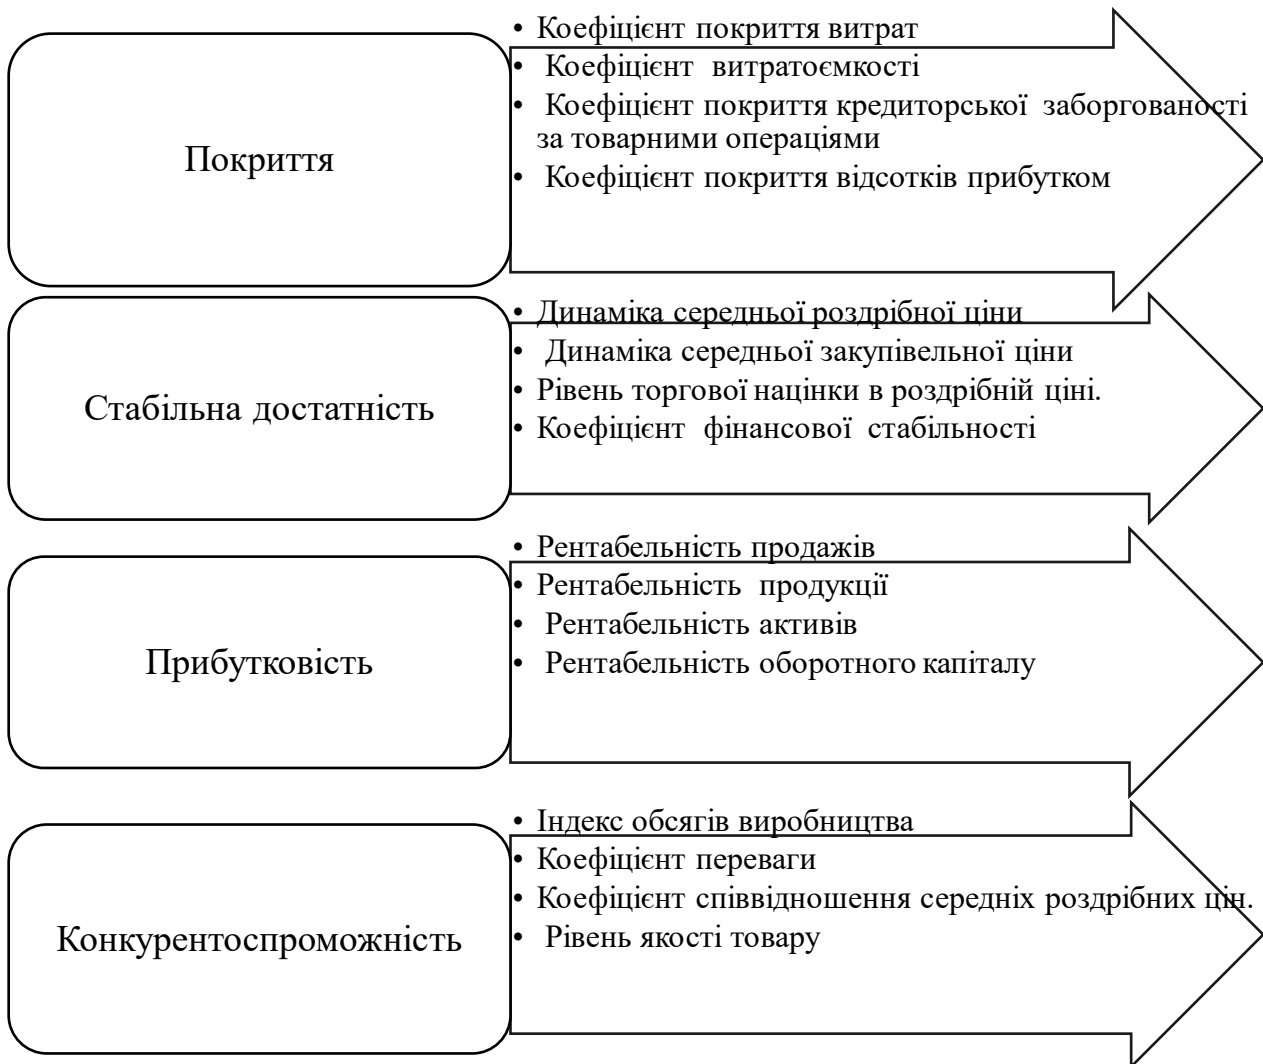 Покриття
• Коефіцієнт покриття витрат
• Коефіцієнт витратоємкості
• Коефіцієнт покриття кредиторської заборгованості
за товарними операціями
• Коефіцієнт покриття відсотків прибутком
Стабільна достатність
• Динаміка середньої роздрібної ціни
• Динаміка середньої закупівельної ціни
• Рівень торгової націнки в роздрібній ціні.
• Коефіцієнт фінансової стабільності
Прибутковість
• Рентабельність продажів
• Рентабельність продукції
• Рентабельність активів
• Рентабельність оборотного капіталу
Конкурентоспроможність
• Індекс обсягів виробництва
• Коефіцієнт переваги
• Коефіцієнт співвідношення середніх роздрібних цін.
• Рівень якості товару